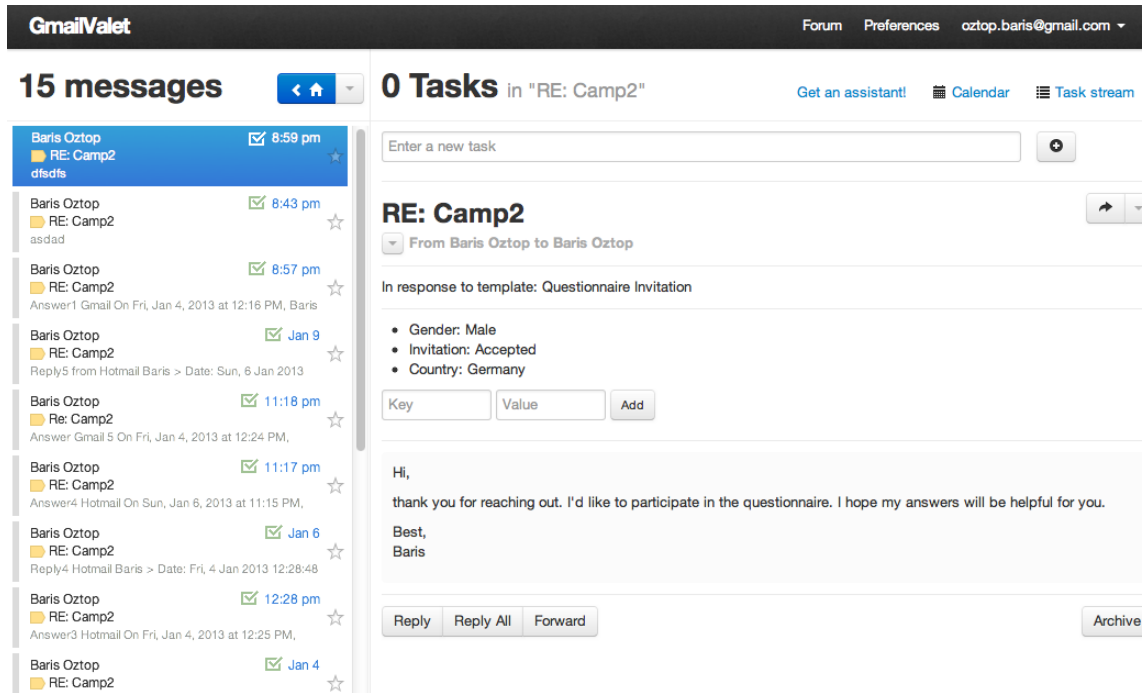 GmailValet
Forum Preferences oztop.baris@gmail.com
15 messages
0 Tasks in "RE: Camp2"
Get an assistant! Calendar Task stream
Baris Oztop 8:59 pm
RE: Camp2
dfsdfs
Baris Oztop 8:43 pm
RE: Camp2
asdad
Baris Oztop 8:57 pm
RE: Camp2
Answer1 Gmail On Fri, Jan 4, 2013 at 12:16 PM, Baris
Baris Oztop Jan 9
RE: Camp2
Reply5 from Hotmail Baris > Date: Sun, 6 Jan 2013
Baris Oztop 11:18 pm
Re: Camp2
Answer Gmail 5 On Fri, Jan 4, 2013 at 12:24 PM,
Baris Oztop 11:17 pm
RE: Camp2
Answer4 Hotmail On Sun, Jan 6, 2013 at 11:15 PM,
Baris Oztop Jan 6
RE: Camp2
Reply4 Hotmail Baris > Date: Fri, 4 Jan 2013 12:28:48
Baris Oztop 12:28 pm
RE: Camp2
Answer3 Hotmail On Fri, Jan 4, 2013 at 12:25 PM,
Baris Oztop Jan 4
RE: Camp2
Enter a new task
RE: Camp2
From Baris Oztop to Baris Oztop
In response to template: Questionnaire Invitation
• Gender: Male
• Invitation: Accepted
• Country: Germany
Key Value Add
Hi,
thank you for reaching out. I'd like to participate in the questionnaire. I hope my answers will be helpful for you.
Best,
Baris
Reply Reply All Forward Archive